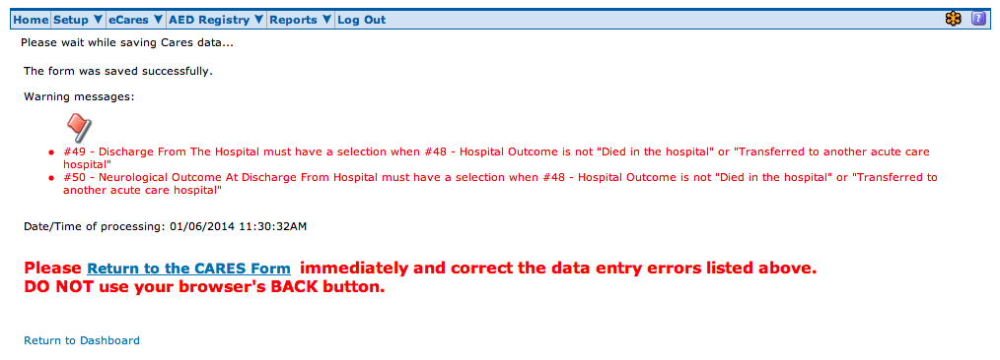 Home Setup ▼ eCares ▼ AED Registry ▼ Reports ▼ Log Out ?
Please wait while saving Cares data...
The form was saved successfully.
Warning messages:
• #49 - Discharge From The Hospital must have a selection when #48 - Hospital Outcome is not "Died in the hospital" or "Transferred to another acute care
hospital"
• #50 - Neurological Outcome At Discharge From Hospital must have a selection when #48 - Hospital Outcome is not "Died in the hospital" or "Transferred to
another acute care hospital"
Date/Time of processing: 01/06/2014 11:30:32AM
Please Return to the CARES Form immediately and correct the data entry errors listed above.
DO NOT use your browser's BACK button.
Return to Dashboard